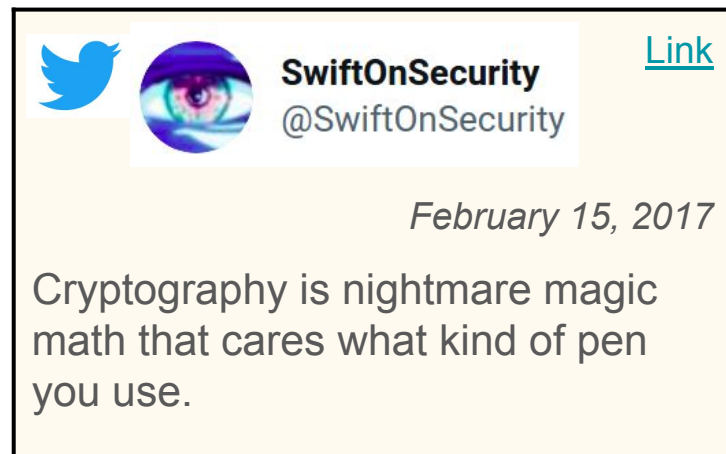 SwiftOnSecurity
Link
@SwiftOnSecurity
February 15, 2017
Cryptography is nightmare magic
math that cares what kind of pen
you use.